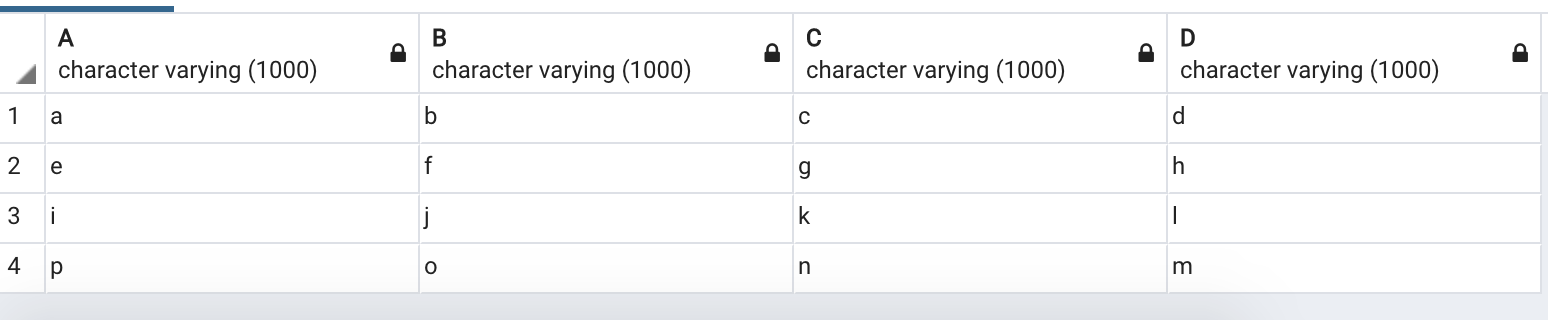 A B C D
character varying (1000) character varying (1000) character varying (1000) character varying (1000)
1 a b c d
2 e f g h
3 i j k l
4 p o n m